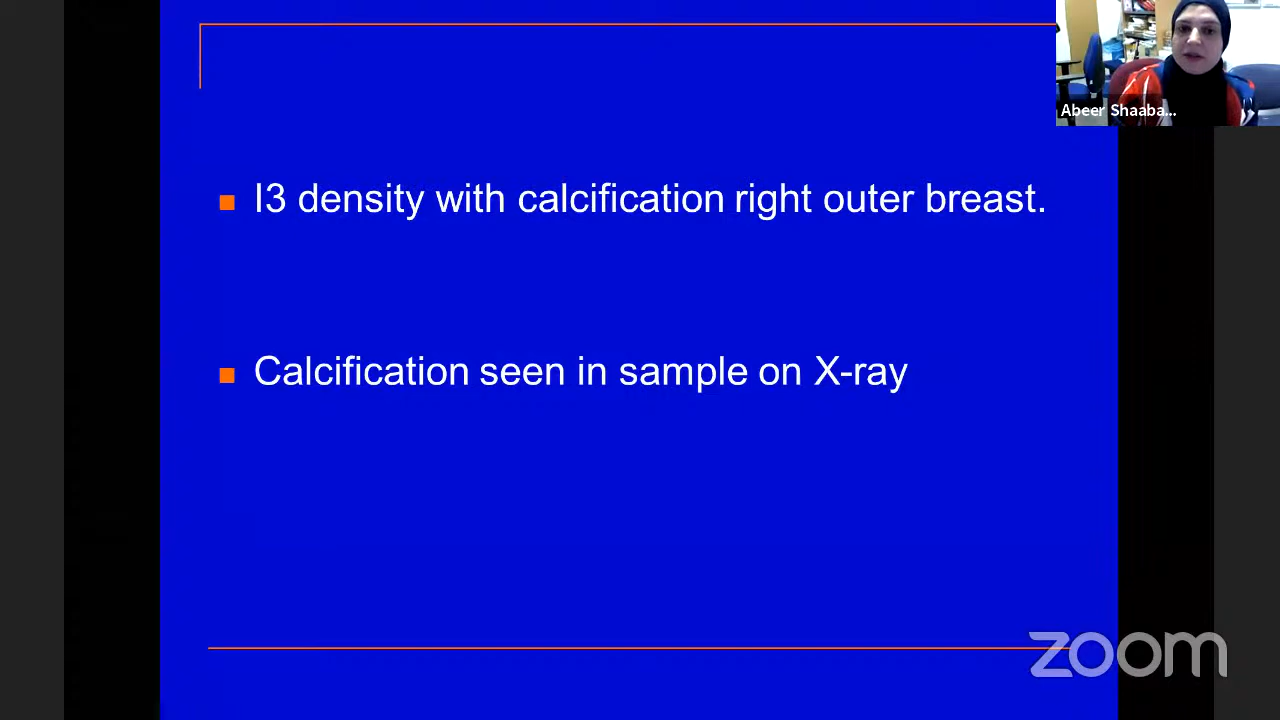 Abeer Shaaba...
I3 density with calcification right outer breast.
Calcification seen in sample on X-ray
zoom